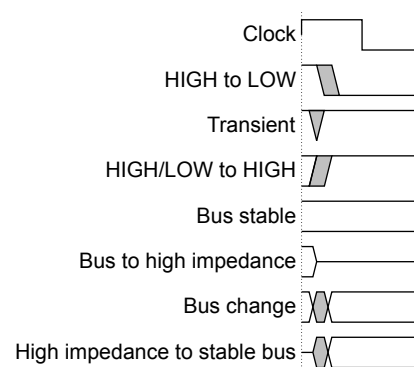 Clock
HIGH to LOW
Transient
HIGH/LOW to HIGH
Bus stable
Bus to high impedance
Bus change
High impedance to stable bus